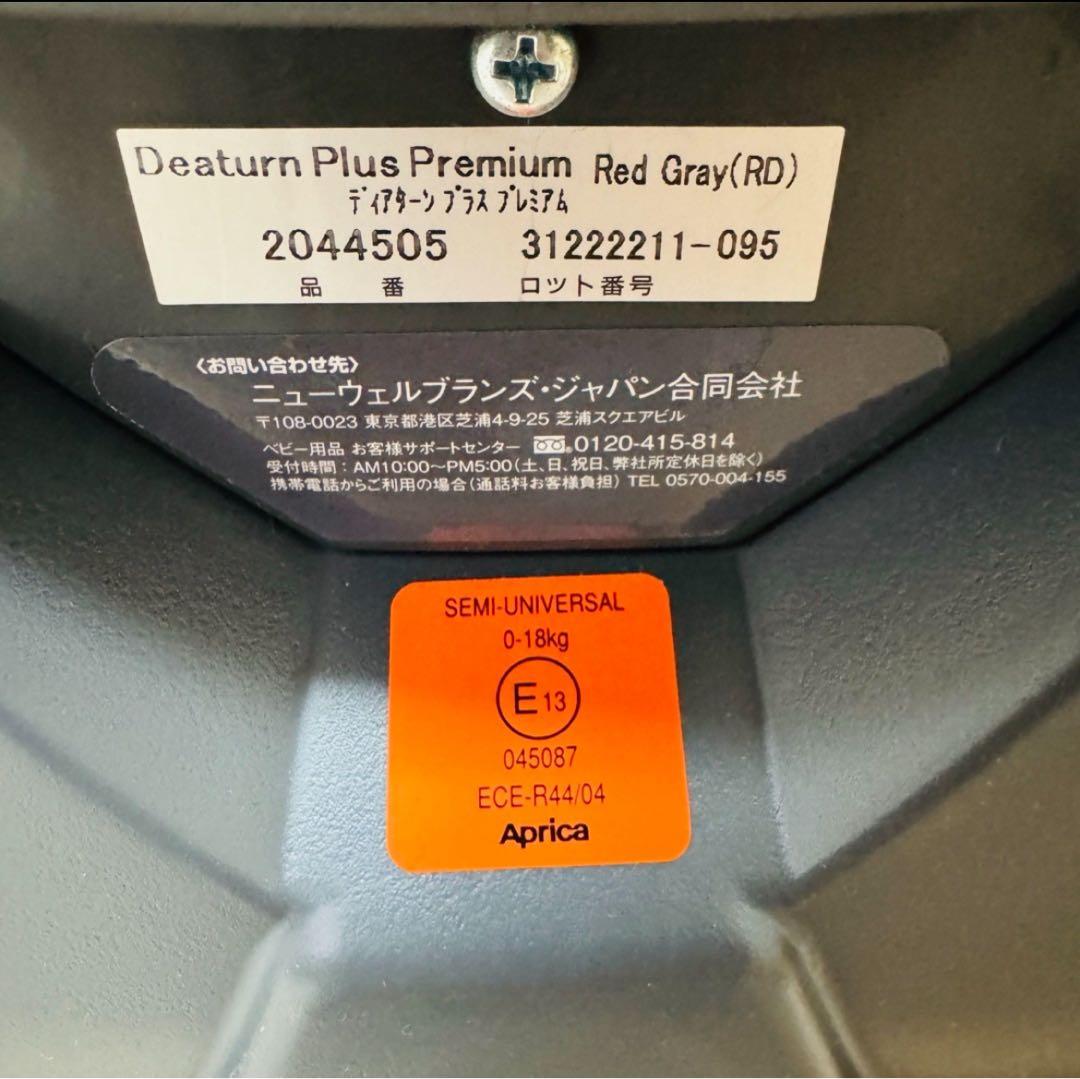 Deaturn Plus Premium Red Gray(RD)
ディアターン プラス プレミアム
2044505 31222211-095
品番 ロット番号
〈お問い合わせ先〉
ニューウェルブランズ・ジャパン合同会社
〒108-0023 東京都港区芝浦4-9-25 芝浦スクエアビル
ベビー用品 お客様サポートセンター 0120-415-814
受付時間：AM10:00〜PM5:00(土、日、祝日、弊社所定休日を除く)
携帯電話からご利用の場合(通話料お客様負担) TEL 0570-004-155
SEMI-UNIVERSAL
0-18kg
E 13
045087
ECE-R44/04
Aprica